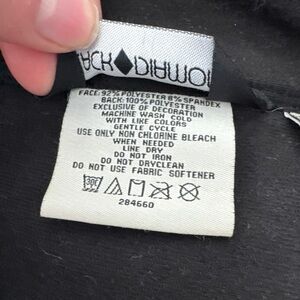 ACK◆DIAMO
FACE: 92% POLYESTER 8% SPANDEX
BACK: 100% POLYESTER
EXCLUSIVE OF DECORATION
MACHINE WASH COLD
WITH LIKE COLORS
GENTLE CYCLE
USE ONLY NON CHLORINE BLEACH
WHEN NEEDED
LINE DRY
DO NOT IRON
DO NOT DRYCLEAN
DO NOT USE FABRIC SOFTENER
284660